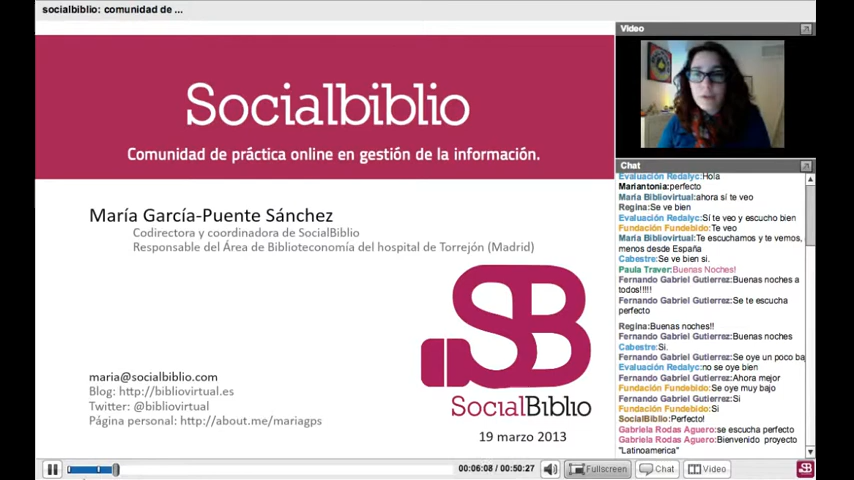 socialbiblio: comunidad de ...
Socialbiblio
Comunidad de práctica online en gestión de la información.
María García-Puente Sánchez
Codirectora y coordinadora de SocialBiblio
Responsable del Área de Biblioteconomía del hospital de Torrejón (Madrid)
SB
SocialBiblio
19 marzo 2013
maria@socialbiblio.com
Blog: http://bibliovirtual.es
Twitter: @bibliovirtual
Página personal: http://about.me/mariagps
Video
Chat
Evaluación Redalyc:Hola
Mariantonia:perfecto
María Bibliovirtual:ahora sí te veo
Regina:Se ve bien
Evaluación Redalyc:Sí te veo y escucho bien
Fundación Fundebido:Te veo
María Bibliovirtual:Te escuchamos y te vemos,
menos desde España
Cabestre:Se ve bien si.
Paula Traver:Buenas Noches!
Fernando Gabriel Gutierrez:Buenas noches a
todos!!!!!
Fernando Gabriel Gutierrez:Se te escucha
perfecto
Regina:Buenas noches!!
Fernando Gabriel Gutierrez:Buenas noches
Cabestre:Si.
Fernando Gabriel Gutierrez:Se oye un poco
Evaluación Redalyc:no se oye bien
Fernando Gabriel Gutierrez:Ahora mejor
Fundación Fundebido:Se oye muy bajo
Fernando Gabriel Gutierrez:Si
Fundación Fundebido:Si
SocialBiblio:Perfecto!
Gabriela Rodas Aguero:se escucha perfecto
Gabriela Rodas Aguero:Bienvenido proyecto
"Latinoamerica"
00:06:08 / 00:50:27
Fullscreen
Chat
Video
SB